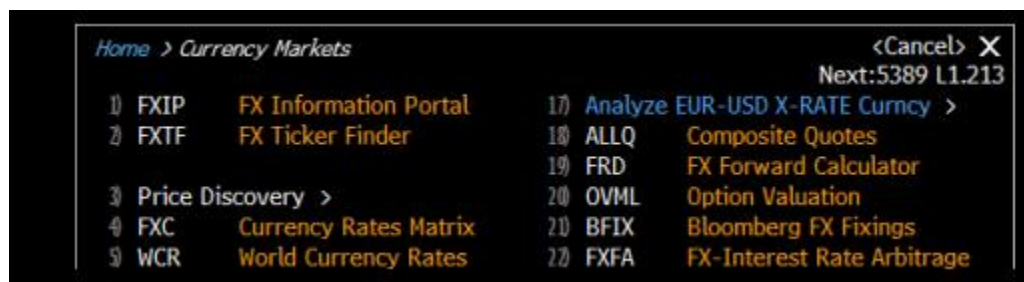 Home > Currency Markets
<Cancel> X
Next:5389 L1.213
1) FXIP FX Information Portal
2) FXTF FX Ticker Finder
3) Price Discovery >
4) FXC Currency Rates Matrix
5) WCR World Currency Rates
17) Analyze EUR-USD X-RATE Curncy >
18) ALLQ Composite Quotes
19) FRD FX Forward Calculator
20) OVML Option Valuation
21) BFIX Bloomberg FX Fixings
22) FXFA FX-Interest Rate Arbitrage